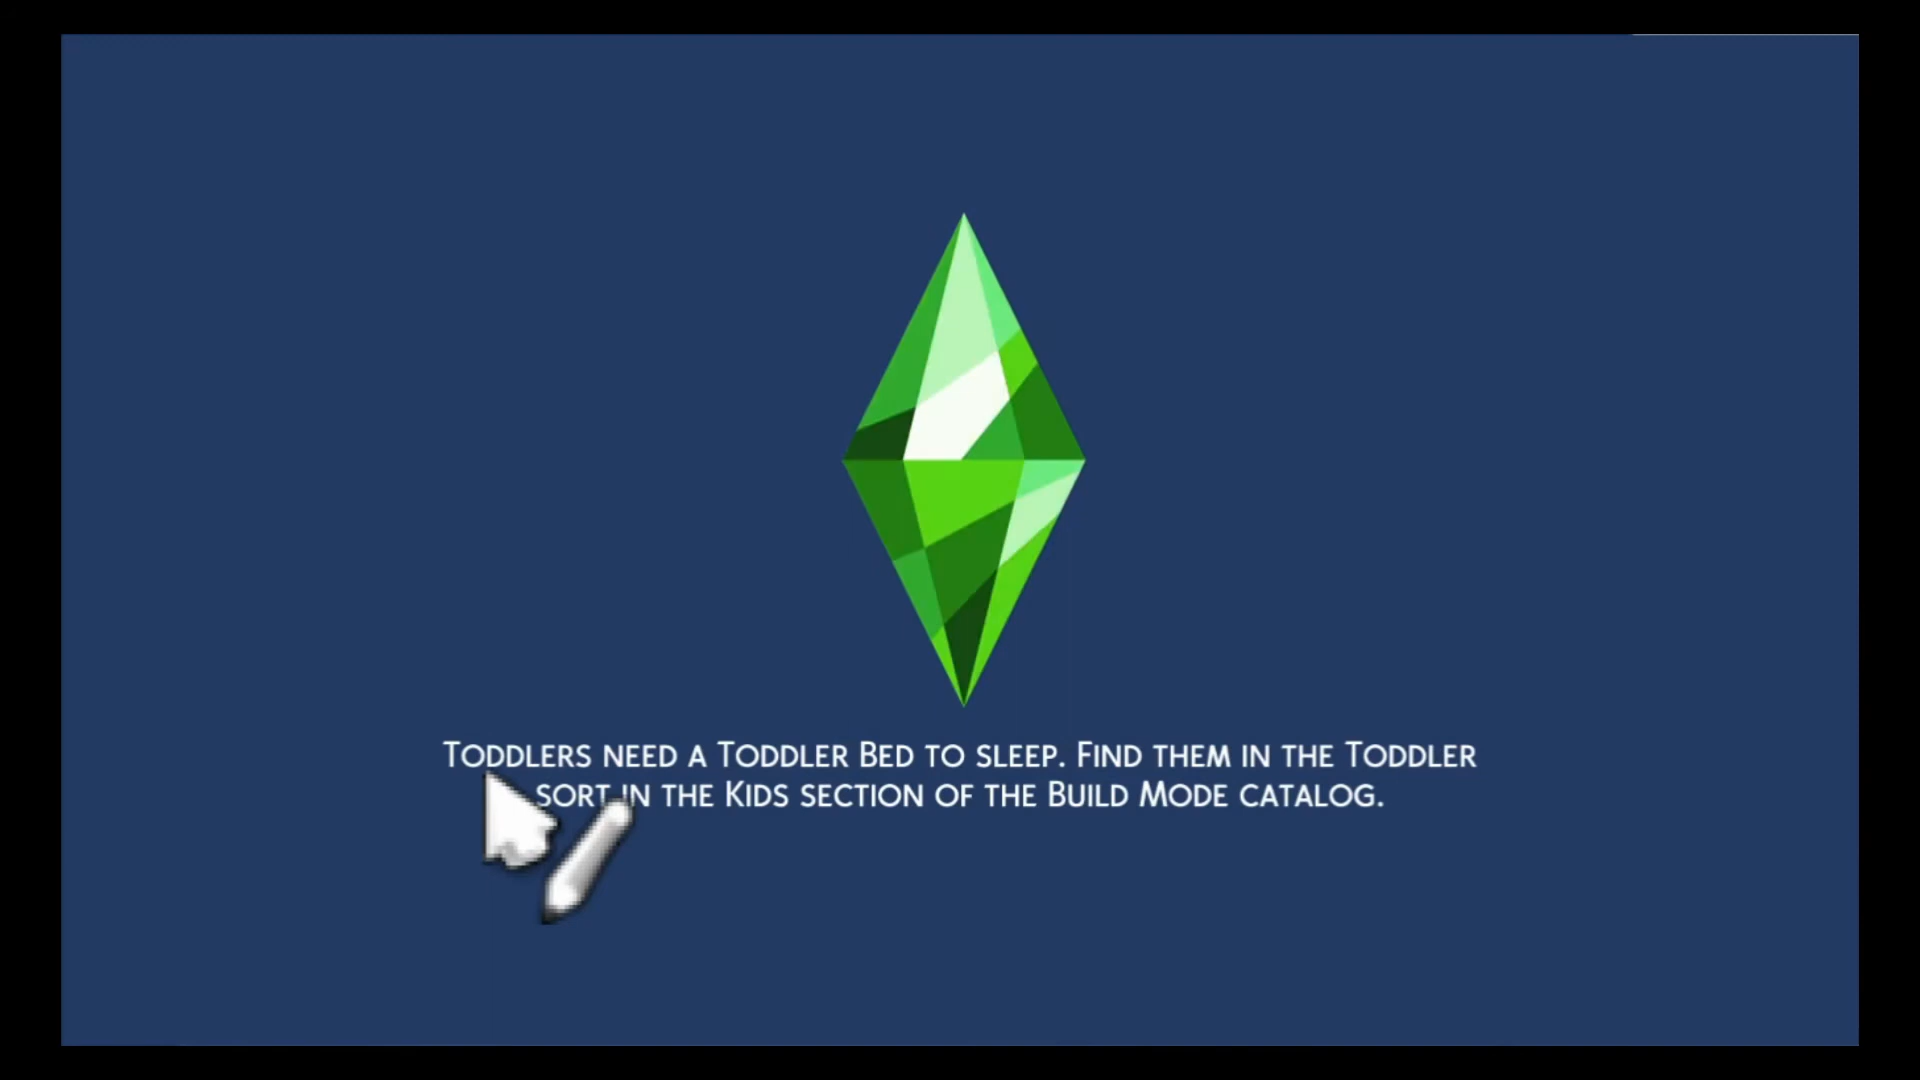 Toddlers need a Toddler Bed to sleep. Find them in the Toddler
sort in the Kids section of the Build Mode catalog.